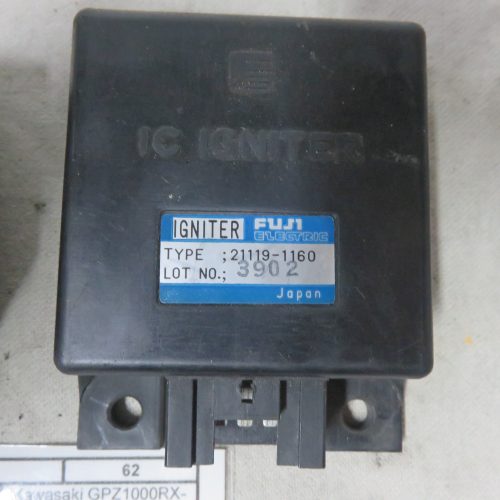 IC IGNITER
IGNITER FUJI ELECTRIC
TYPE ; 21119-1160
LOT NO.; 3902
Japan
62
Kawasaki GPZ1000RX-